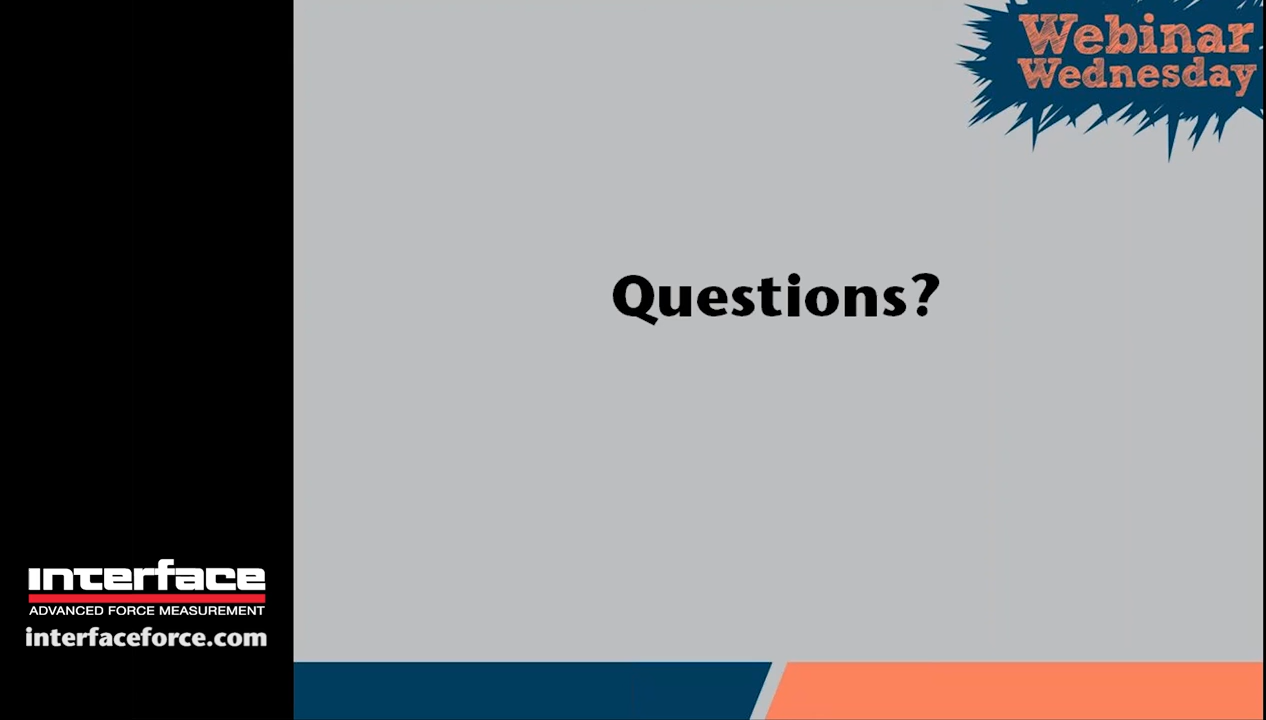 Webinar
Wednesday
Questions?
interface
ADVANCED FORCE MEASUREMENT
interfaceforce.com